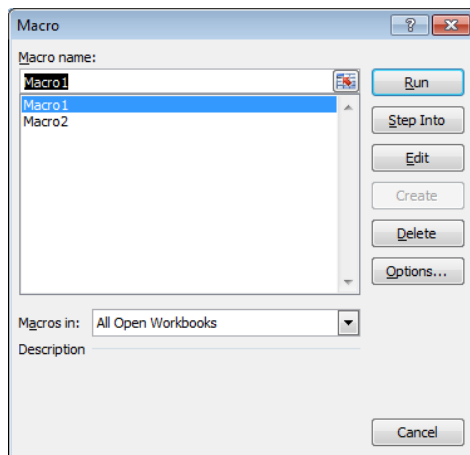 Macro
Macro name:
Macro1
Run
Macro1
Macro2
Step Into
Edit
Create
Delete
Options...
Macros in: All Open Workbooks
Description
Cancel